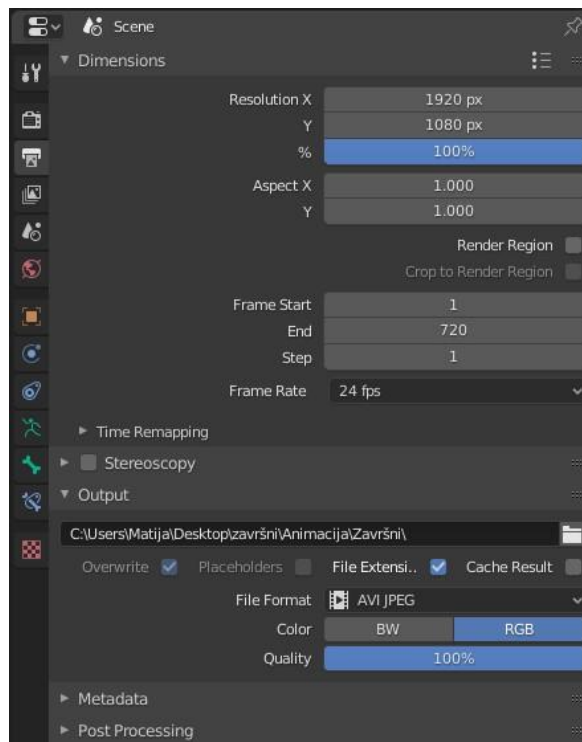 Scene
Dimensions
Resolution X 1920 px
Y 1080 px
% 100%
Aspect X 1.000
Y 1.000
Render Region
Crop to Render Region
Frame Start 1
End 720
Step 1
Frame Rate 24 fps
Time Remapping
Stereoscopy
Output
C:\Users\Matija\Desktop\završni\Animacija\Završni\
Overwrite Placeholders File Extensi.. Cache Result
File Format AVI JPEG
Color BW RGB
Quality 100%
Metadata
Post Processing